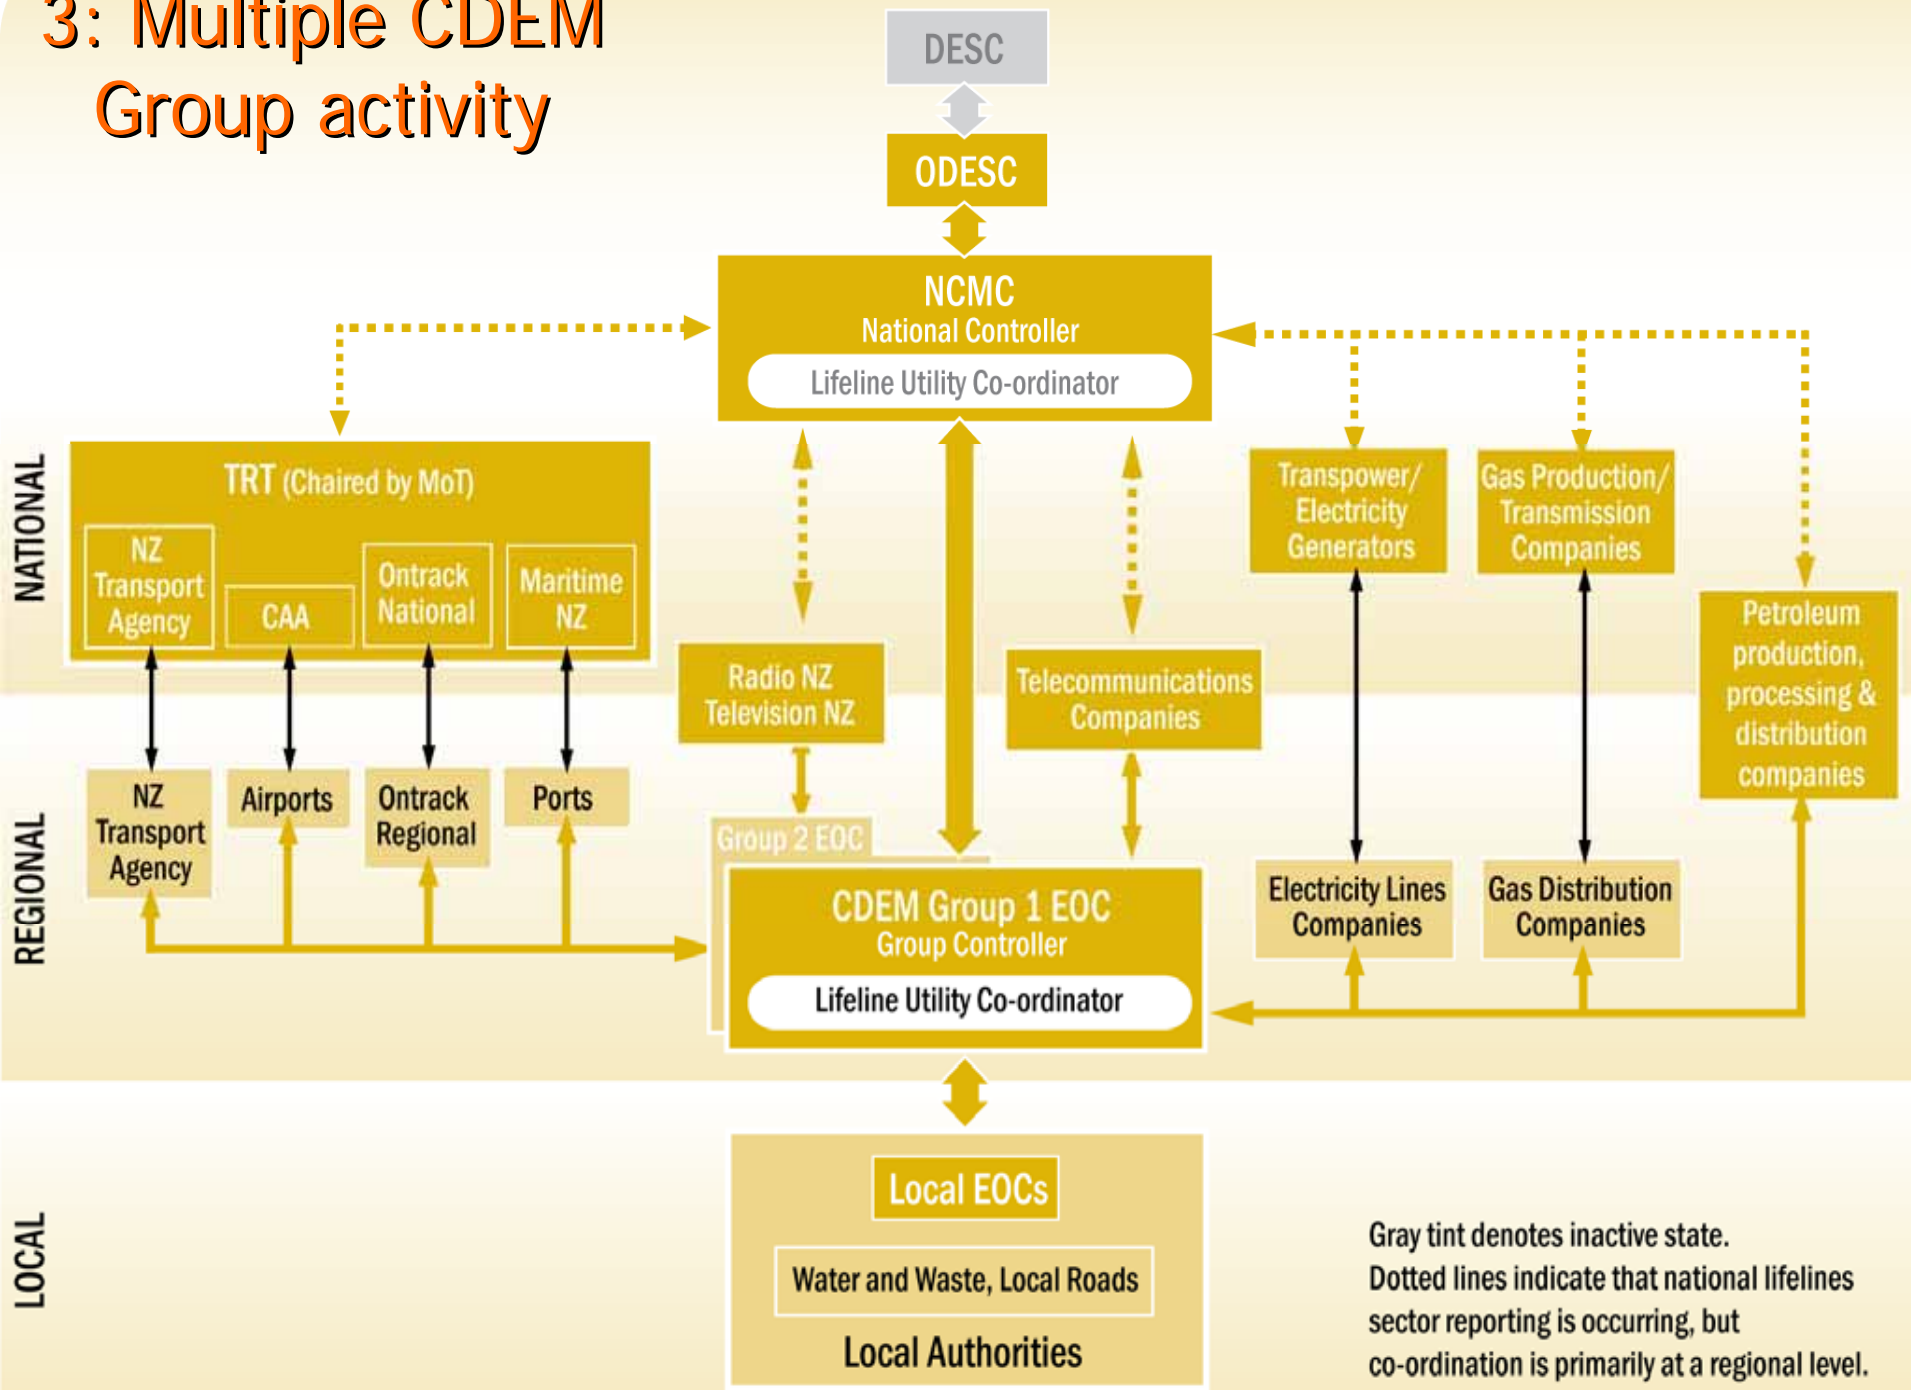 3: Multiple CDEM
Group activity
DESC
ODESC
NCMC
National Controller
Lifeline Utility Co-ordinator
NATIONAL
TRT (Chaired by MoT)
NZ
Transport
Agency
CAA
Ontrack
National
Maritime
NZ
Radio NZ
Television NZ
Telecommunications
Companies
Transpower/
Electricity
Generators
Gas Production/
Transmission
Companies
Petroleum
production,
processing &
distribution
companies
REGIONAL
NZ
Transport
Agency
Airports
Ontrack
Regional
Ports
Group 2 EOC
CDEM Group 1 EOC
Group Controller
Lifeline Utility Co-ordinator
Electricity Lines
Companies
Gas Distribution
Companies
LOCAL
Local EOCs
Water and Waste, Local Roads
Local Authorities
Gray tint denotes inactive state.
Dotted lines indicate that national lifelines
sector reporting is occurring, but
co-ordination is primarily at a regional level.